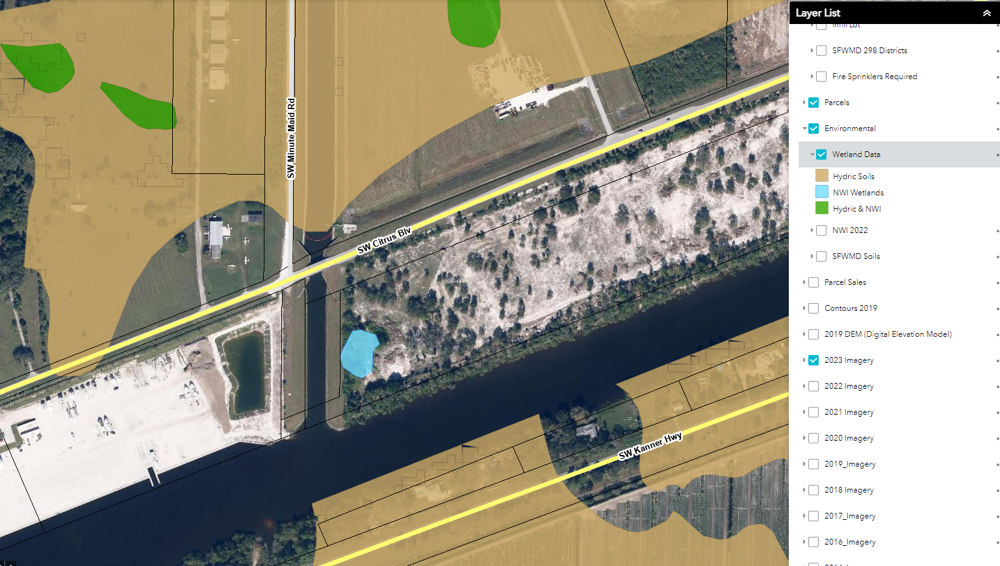 Layer List
Infill Lot
SFWMD 298 Districts
Fire Sprinklers Required
Parcels
Environmental
Wetland Data
Hydric Soils
NWI Wetlands
Hydric & NWI
NWI 2022
SFWMD Soils
Parcel Sales
Contours 2019
2019 DEM (Digital Elevation Model)
2023 Imagery
2022 Imagery
2021 Imagery
2020 Imagery
2019_Imagery
2018 Imagery
2017_Imagery
2016_Imagery
SW Minute Maid Rd
SW Citrus Blv
SW Kanner Hwy